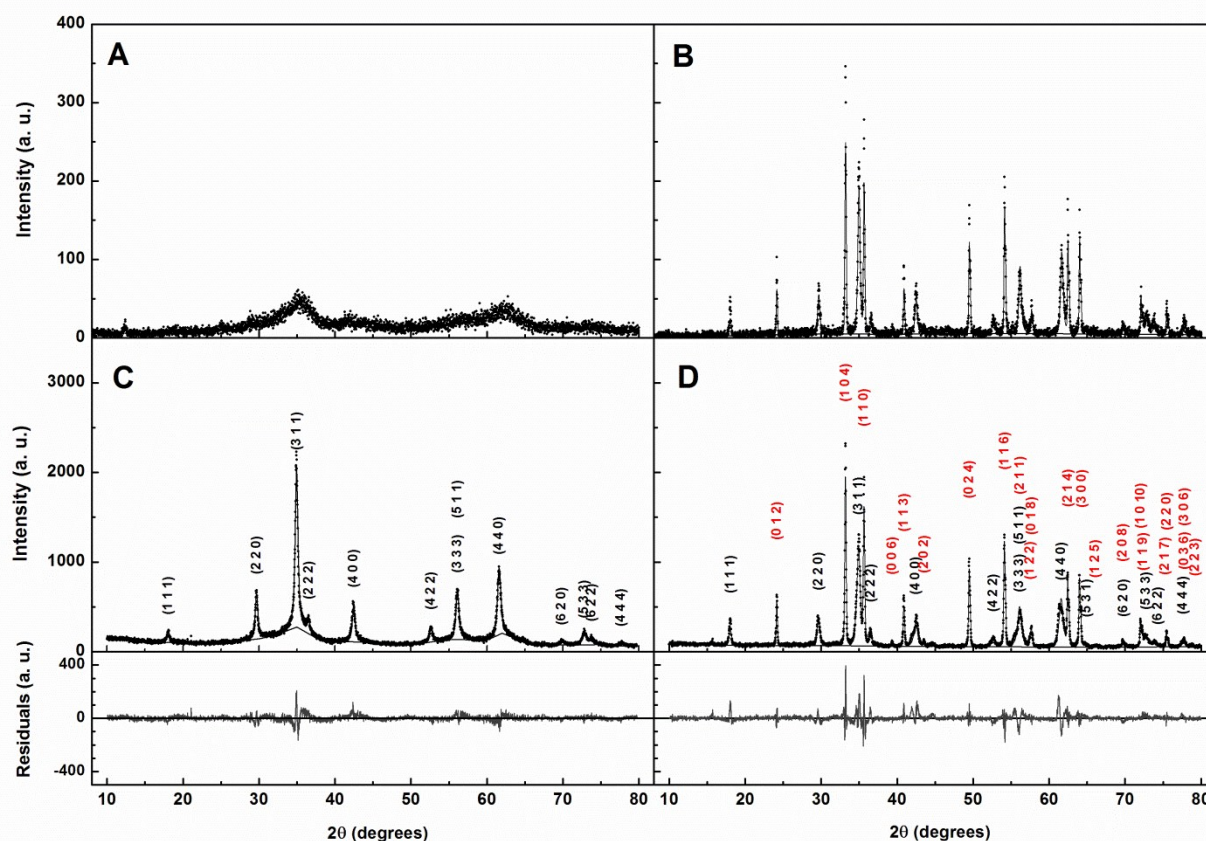 A
B
400
300
200
100
0
Intensity (a. u.)
C
D
3000
2000
1000
0
Intensity (a. u.)
(1 1 1)
(2 2 0)
(3 1 1)
(2 2 2)
(4 0 0)
(4 2 2)
(3 3 3) (5 1 1)
(4 4 0)
(6 2 0)
(5 3 3)
(6 2 2)
(4 4 4)
(1 1 1)
(0 1 2)
(2 2 0)
(1 0 4)
(3 1 1)
(1 1 0)
(2 2 2)
(0 0 6)
(1 1 3)
(4 0 0)
(2 0 2)
(0 2 4)
(4 2 2)
(1 1 6)
(3 3 3) (5 1 1) (2 1 1)
(1 2 2) (0 1 8)
(4 4 0)
(2 1 4)
(3 0 0)
(5 3 1)
(1 2 5)
(6 2 0) (2 0 8)
(1 1 9) (1 0 10)
(5 3 3)
(6 2 2)
(2 1 7) (2 2 0)
(4 4 4) (0 3 6) (3 0 6)
(2 2 3)
400
0
-400
Residuals (a. u.)
10 20 30 40 50 60 70 80
10 20 30 40 50 60 70 80
2θ (degrees)
2θ (degrees)